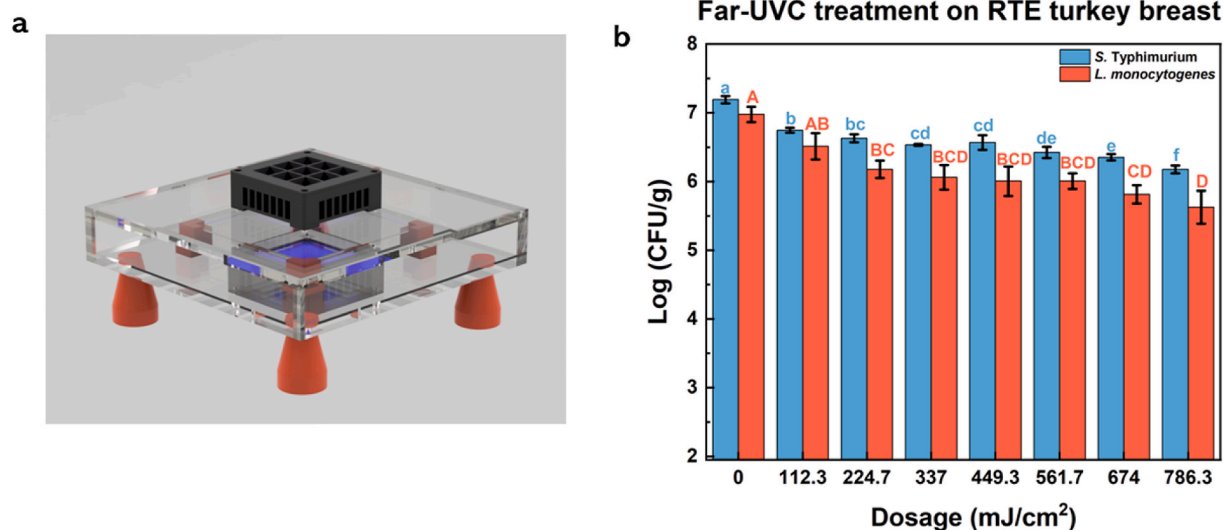 a
b
Far-UVC treatment on RTE turkey breast
S. Typhimurium
L. monocytogenes
a A b AB bc BC cd BCD cd BCD de BCD e CD f D
8
7
6
5
4
3
2
Log (CFU/g)
0 112.3 224.7 337 449.3 561.7 674 786.3
Dosage (mJ/cm²)